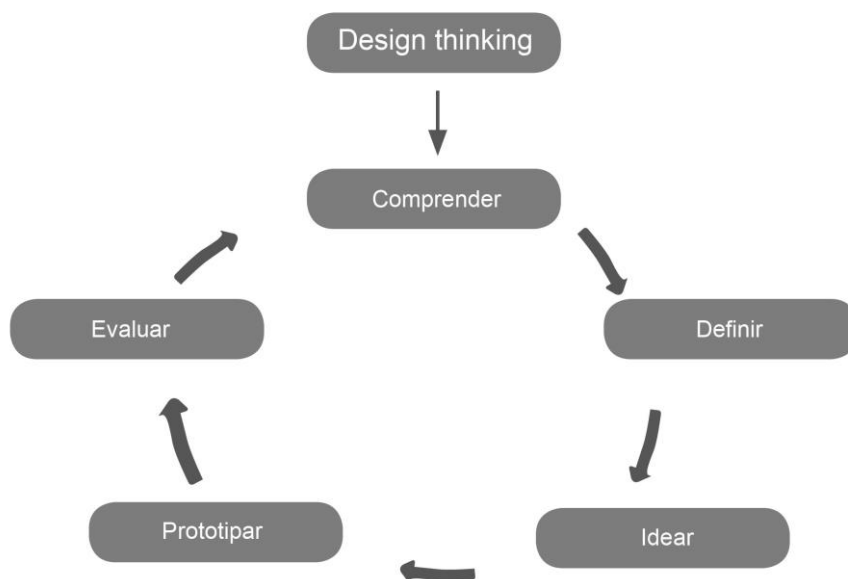 Design thinking
Comprender
Definir
Idear
Prototipar
Evaluar